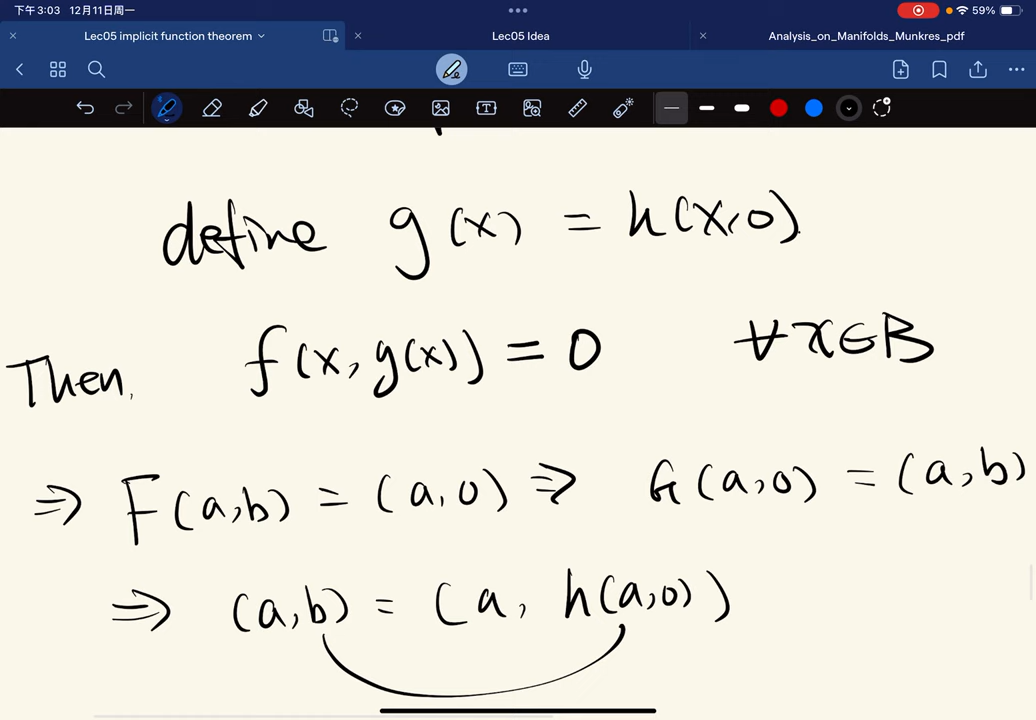 下午3:03 12月11日周一
59%
Lec05 implicit function theorem
Lec05 Idea
Analysis_on_Manifolds_Munkres_pdf
define g(x) = h(x,0).
Then, f(x, g(x)) = 0 ∀x∈B
⇒ F(a,b) = (a,0) ⇒ G(a,0) = (a,b)
⇒ (a,b) = (a, h(a,0))